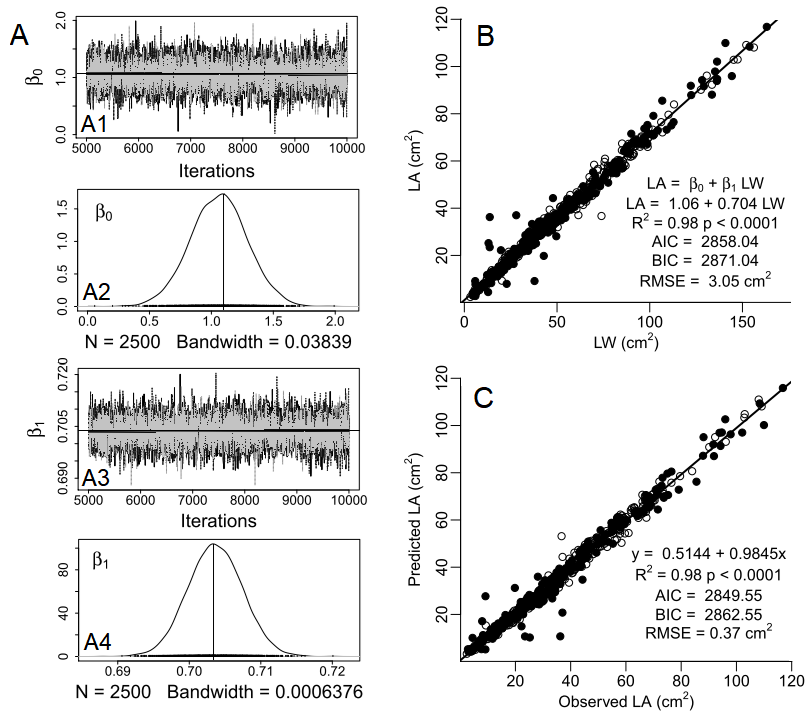 A
2.0
1.0
0.0
β0
A1
5000 6000 7000 8000 9000 10000
Iterations
β0
1.5
1.0
0.5
0.0
A2
0.0 0.5 1.0 1.5 2.0
N = 2500 Bandwidth = 0.03839
0.720
0.705
0.690
β1
A3
5000 6000 7000 8000 9000 10000
Iterations
β1
80
40
0
A4
0.69 0.70 0.71 0.72
N = 2500 Bandwidth = 0.0006376
B
120
100
80
60
40
20
LA (cm²)
LA = β0 + β1 LW
LA = 1.06 + 0.704 LW
R² = 0.98 p < 0.0001
AIC = 2858.04
BIC = 2871.04
RMSE = 3.05 cm²
0 50 100 150
LW (cm²)
C
120
100
80
60
40
20
Predicted LA (cm²)
y = 0.5144 + 0.9845x
R² = 0.98 p < 0.0001
AIC = 2849.55
BIC = 2862.55
RMSE = 0.37 cm²
20 40 60 80 100 120
Observed LA (cm²)